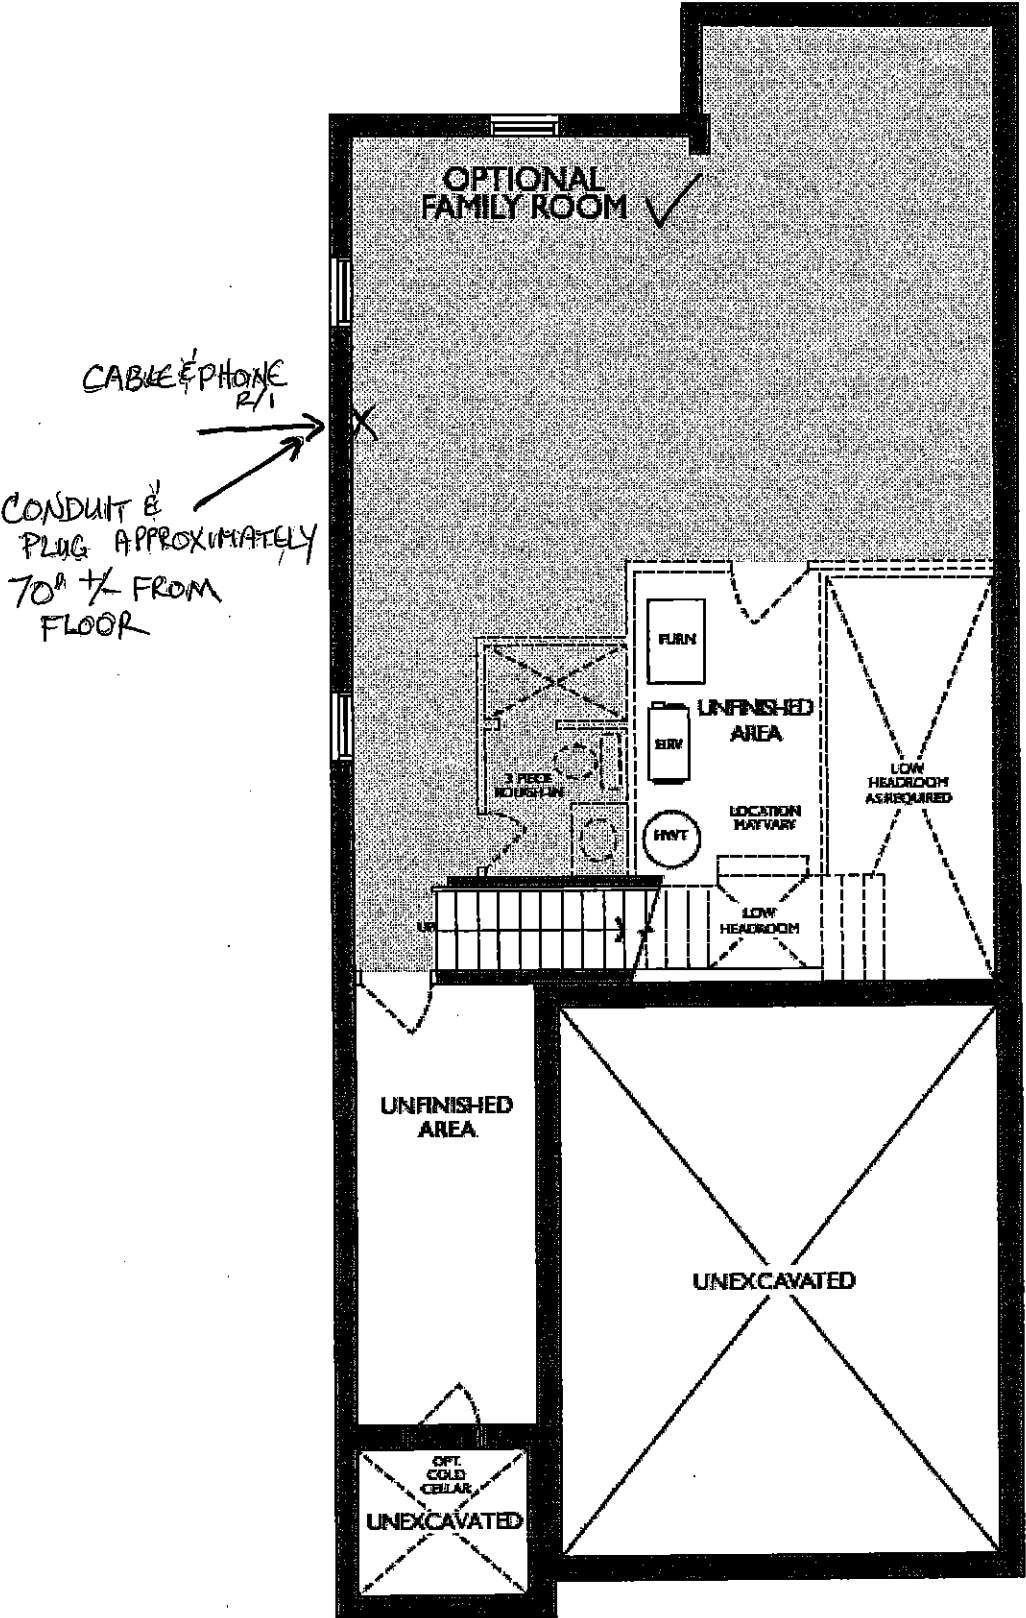 OPTIONAL
FAMILY ROOM
CABLE & PHONE
R/I
CONDUIT &
PLUG APPROXIMATELY
70" +/- FROM
FLOOR
FURN
UNFINISHED
AREA
HRV
3 PIECE
ROUGH-IN
LOW
HEADROOM
AS REQUIRED
LOCATION
MAY VARY
HWT
LOW
HEADROOM
UP
UNFINISHED
AREA
UNEXCAVATED
OPT.
COLD
CELLAR
UNEXCAVATED